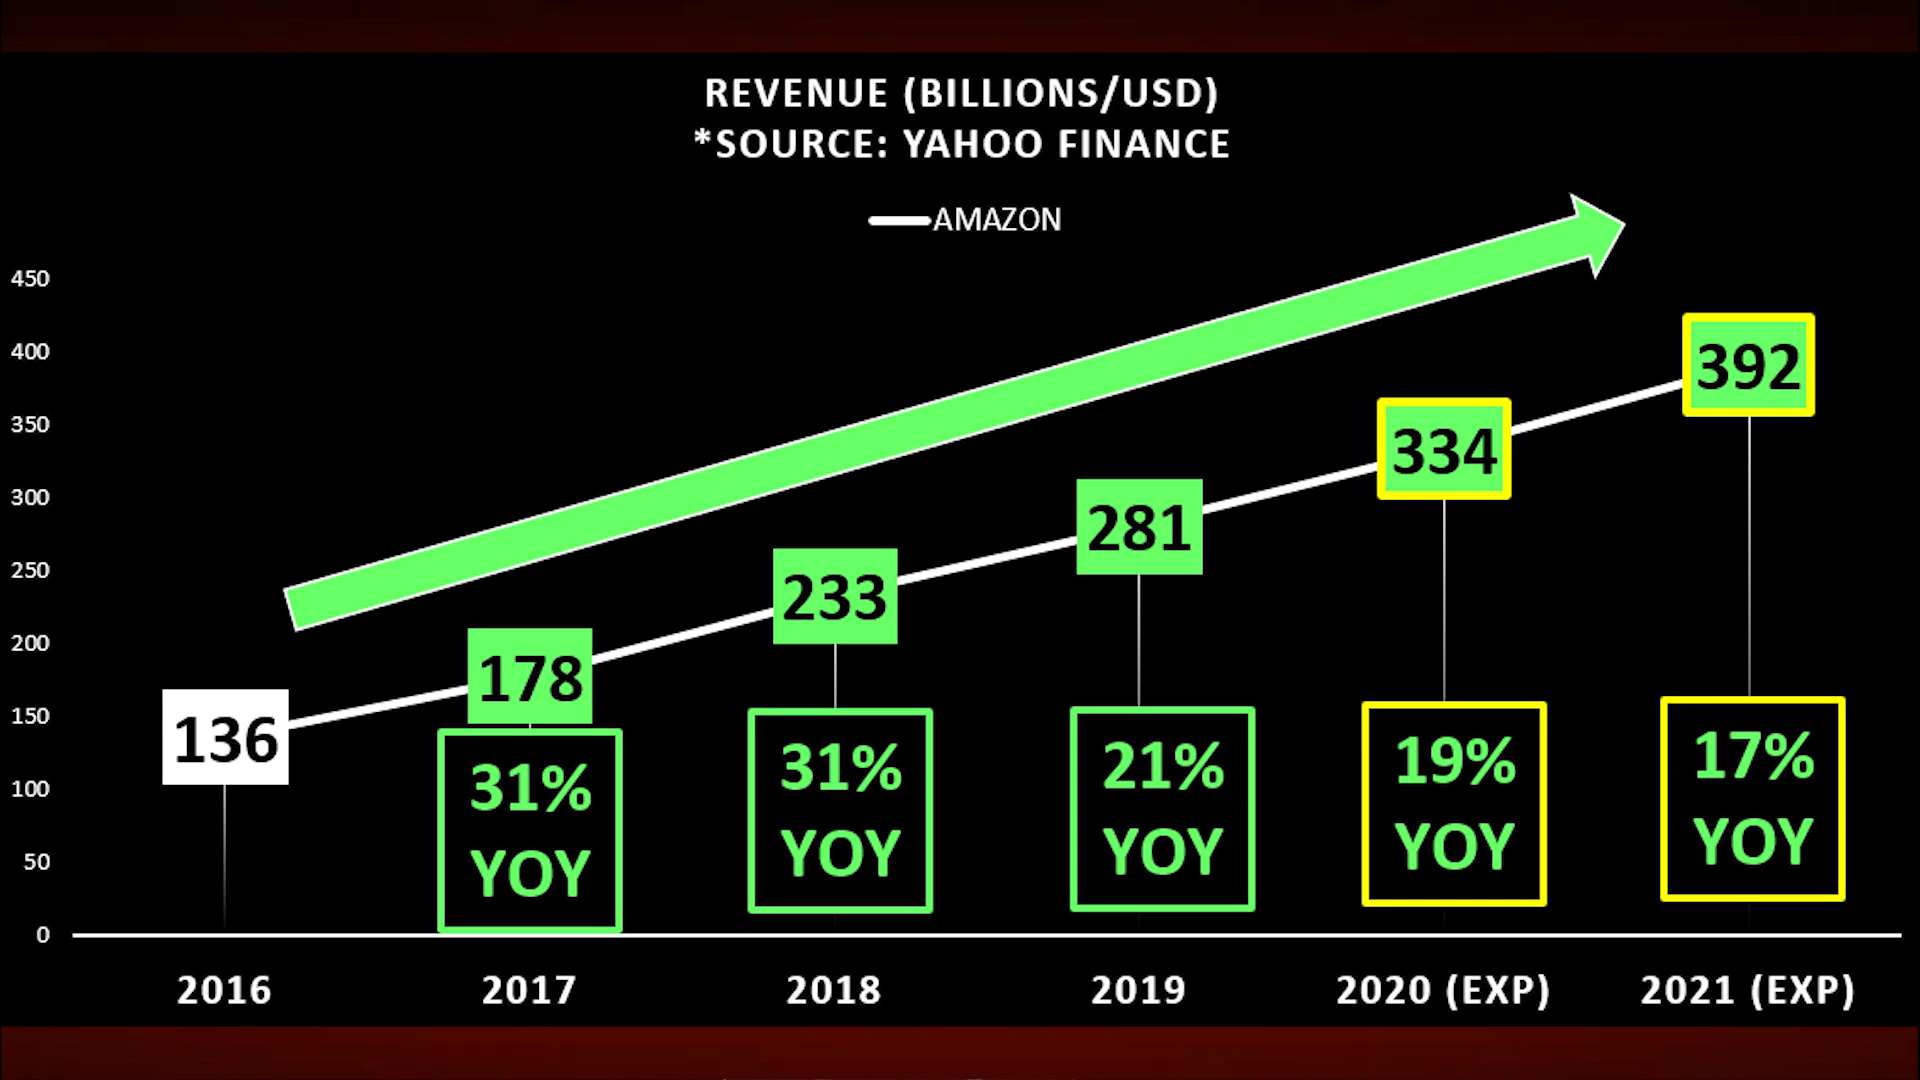 REVENUE (BILLIONS/USD)
*SOURCE: YAHOO FINANCE
AMAZON
450
400
350
300
250
200
150
100
50
0
136
178
233
281
334
392
31%
YOY
31%
YOY
21%
YOY
19%
YOY
17%
YOY
2016
2017
2018
2019
2020 (EXP)
2021 (EXP)